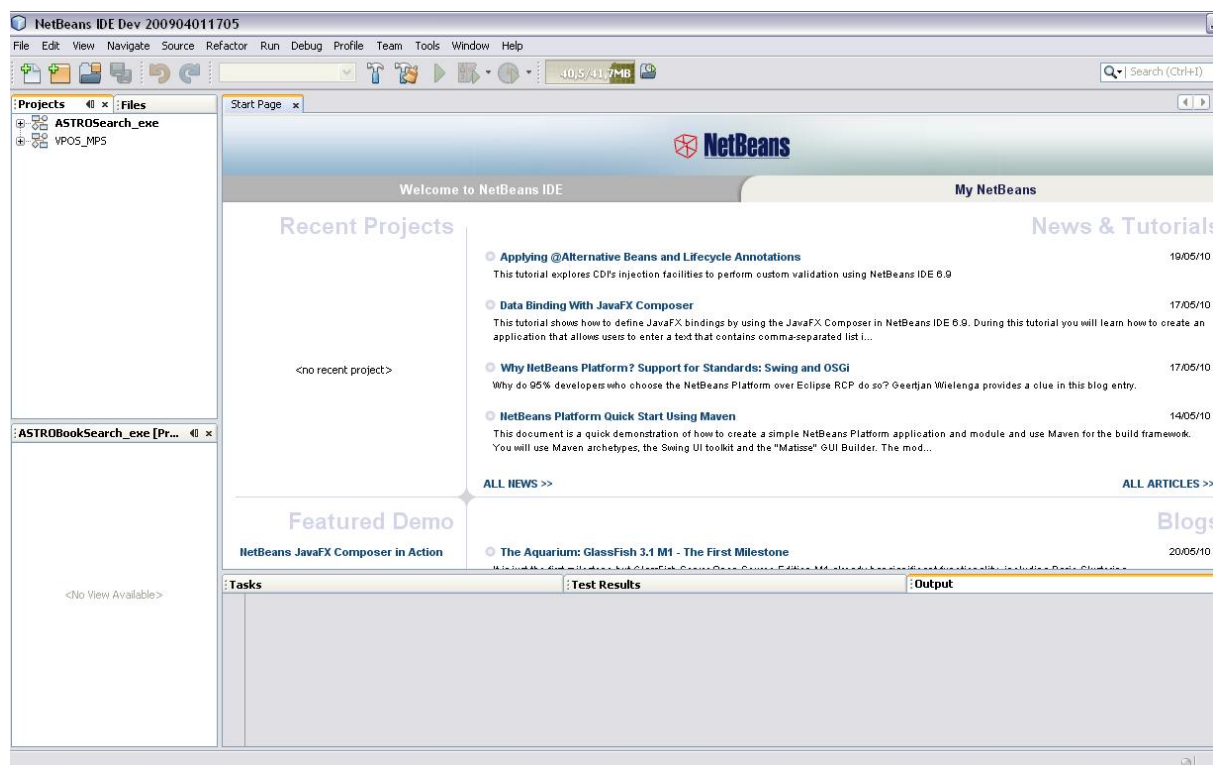 NetBeans IDE Dev 200904011705
File Edit View Navigate Source Refactor Run Debug Profile Team Tools Window Help
40,5/41,7MB
Search (Ctrl+I)
Projects
Files
ASTROSearch_exe
VPOS_MPS
Start Page
NetBeans
Welcome to NetBeans IDE
My NetBeans
Recent Projects
<no recent project>
News & Tutorials
Applying @Alternative Beans and Lifecycle Annotations 19/05/10
This tutorial explores CDI's injection facilities to perform custom validation using NetBeans IDE 6.9
Data Binding With JavaFX Composer 17/05/10
This tutorial shows how to define JavaFX bindings by using the JavaFX Composer in NetBeans IDE 6.9. During this tutorial you will learn how to create an
application that allows users to enter a text that contains comma-separated list i...
Why NetBeans Platform? Support for Standards: Swing and OSGi 17/05/10
Why do 95% developers who choose the NetBeans Platform over Eclipse RCP do so? Geertjan Wielenga provides a clue in this blog entry.
NetBeans Platform Quick Start Using Maven 14/05/10
This document is a quick demonstration of how to create a simple NetBeans Platform application and module and use Maven for the build framework.
You will use Maven archetypes, the Swing UI toolkit and the "Matisse" GUI Builder. The mod...
ALL NEWS >>
ALL ARTICLES >>
Featured Demo
NetBeans JavaFX Composer in Action
Blogs
The Aquarium: GlassFish 3.1 M1 - The First Milestone 20/05/10
ASTROBookSearch_exe [Pr...
<No View Available>
Tasks
Test Results
Output